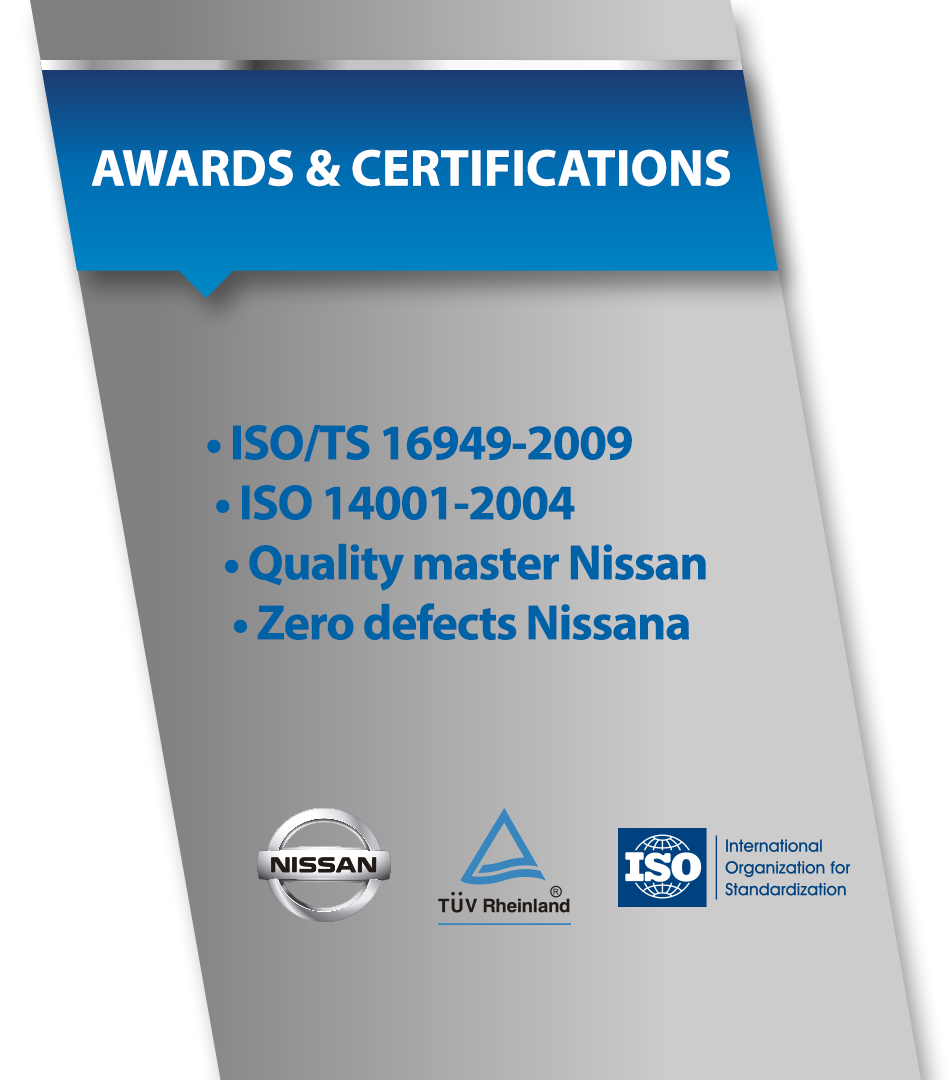 AWARDS & CERTIFICATIONS
• ISO/TS 16949-2009
• ISO 14001-2004
• Quality master Nissan
• Zero defects Nissana
NISSAN
TÜV Rheinland®
ISO
International
Organization for
Standardization